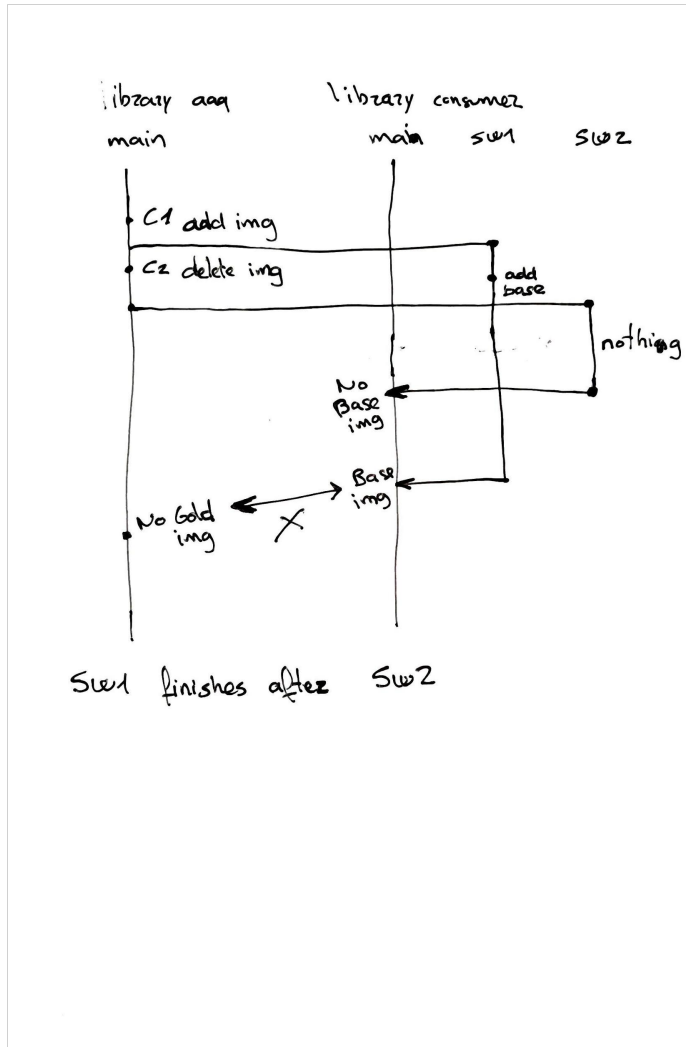 library aaq
library consumer
main
main
sw1
sw2
C1 add img
C2 delete img
add
base
nothing
No
Base
img
Base
img
No Gold
img
X
sw1 finishes after sw2